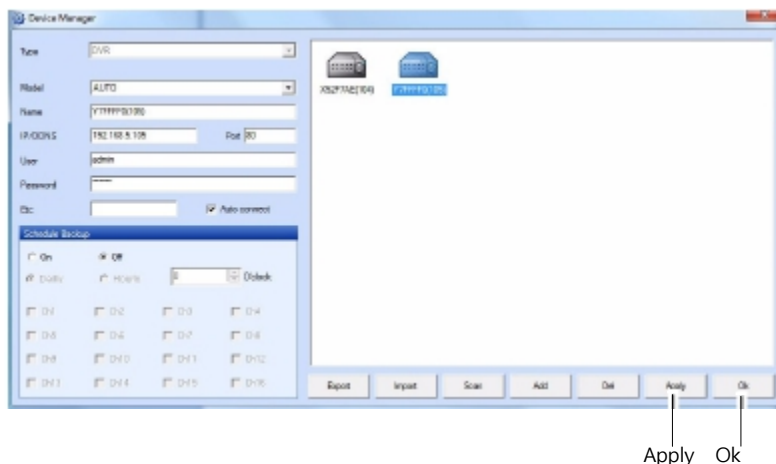 Device Manager
Type DVR
Model AUTO
Name
IP/DDNS 192.168.5.105 Port 80
User admin
Password
Etc Auto connect
Schedule Backup
On Off
Daily Hourly O'clock
Ch1 Ch2 Ch3 Ch4
Ch5 Ch6 Ch7 Ch8
Ch9 Ch10 Ch11 Ch12
Ch13 Ch14 Ch15 Ch16
Export Import Scan Add Del Apply Ok
Apply Ok